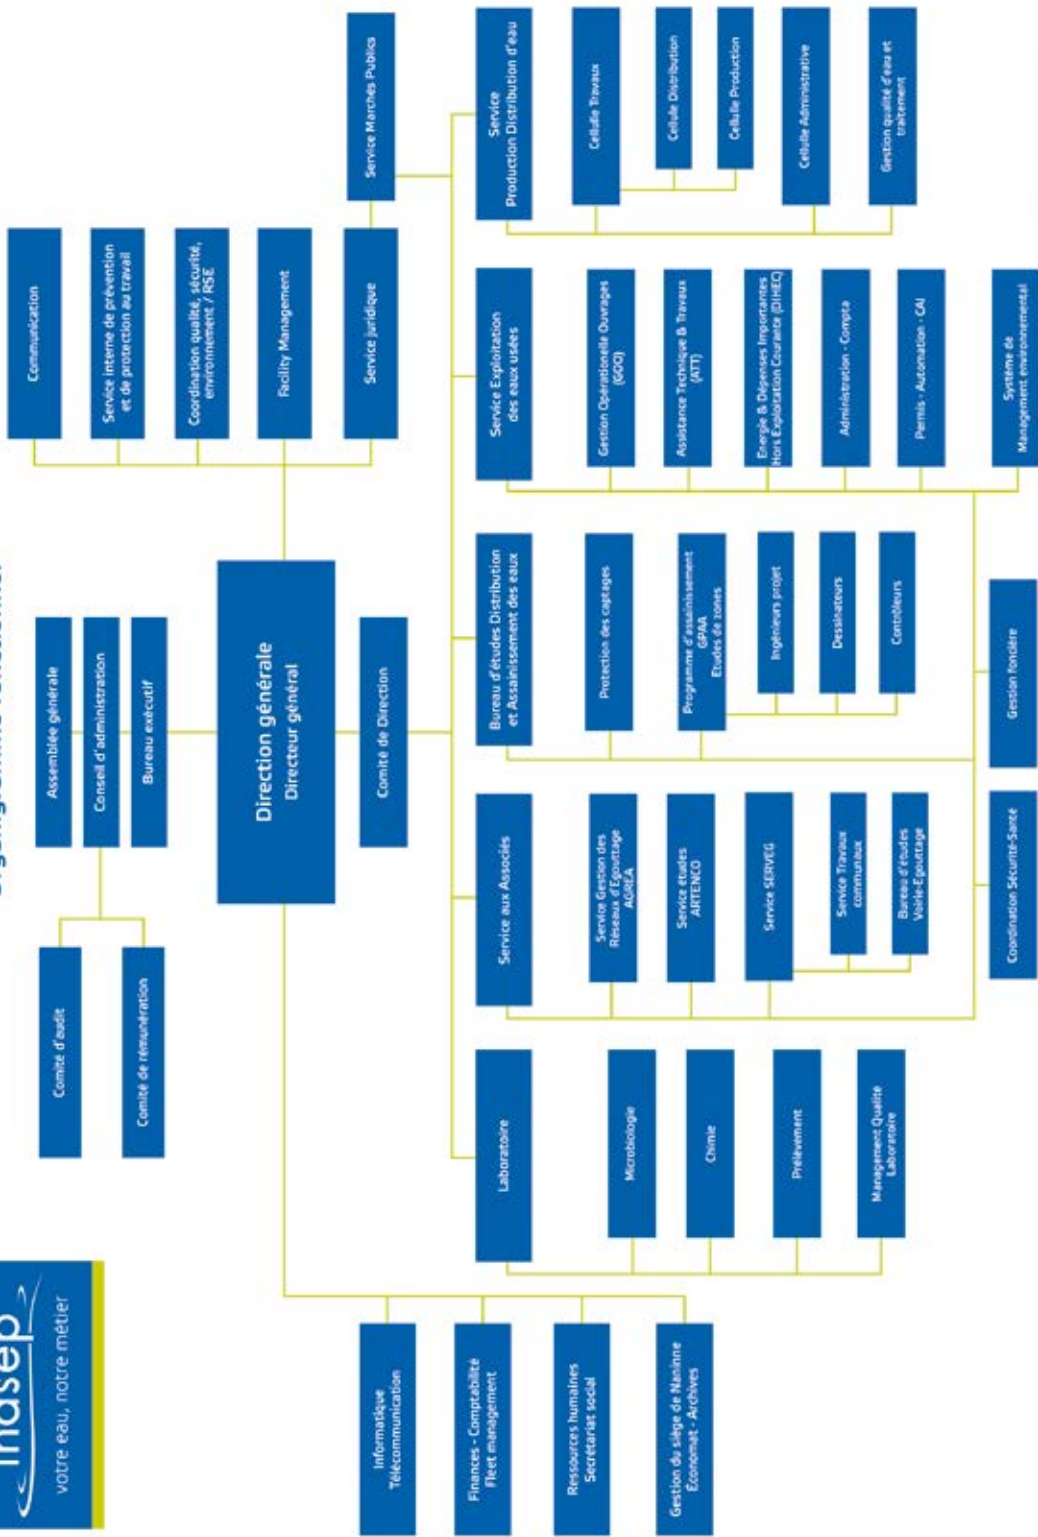 inasep
votre eau, notre métier
Comité d'audit
Comité de rémunération
Assemblée générale
Conseil d'administration
Bureau exécutif
Direction générale
Directeur général
Comité de Direction
Communication
Service interne de prévention
et de protection au travail
Coordination qualité, sécurité,
environnement / RSE
Facility Management
Service juridique
Service Marchés Publics
Informatique
Télécommunication
Finances - Comptabilité
Fleet management
Ressources humaines
Secrétariat social
Gestion du siège de Naninne
Économat - Archives
Laboratoire
Microbiologie
Chimie
Prélèvement
Management Qualité
Laboratoire
Service aux Associés
Service Gestion des
Réseaux d'Egouttage
AGREA
Service études
ARTENCO
Service SERVEG
Service Travaux
communaux
Bureau d'études
Voirie-Egouttage
Bureau d'études Distribution
et Assainissement des eaux
Protection des captages
Programme d'assainissement
GPAA
Etudes de zones
Ingénieurs projet
Dessinateurs
Contrôleurs
Service Exploitation
des eaux usées
Gestion Opérationelle Ouvrages
(GOO)
Assistance Technique & Travaux
(ATT)
Energie & Dépenses Importantes
Hors Exploitation Courante (DIHEC)
Administration - Compta
Permis - Automation - CAI
Système de
Management environnemental
Service
Production Distribution d'eau
Cellule Travaux
Cellule Distribution
Cellule Production
Cellule Administrative
Gestion qualité d'eau et
traitement
Coordination Sécurité-Santé
Gestion foncière